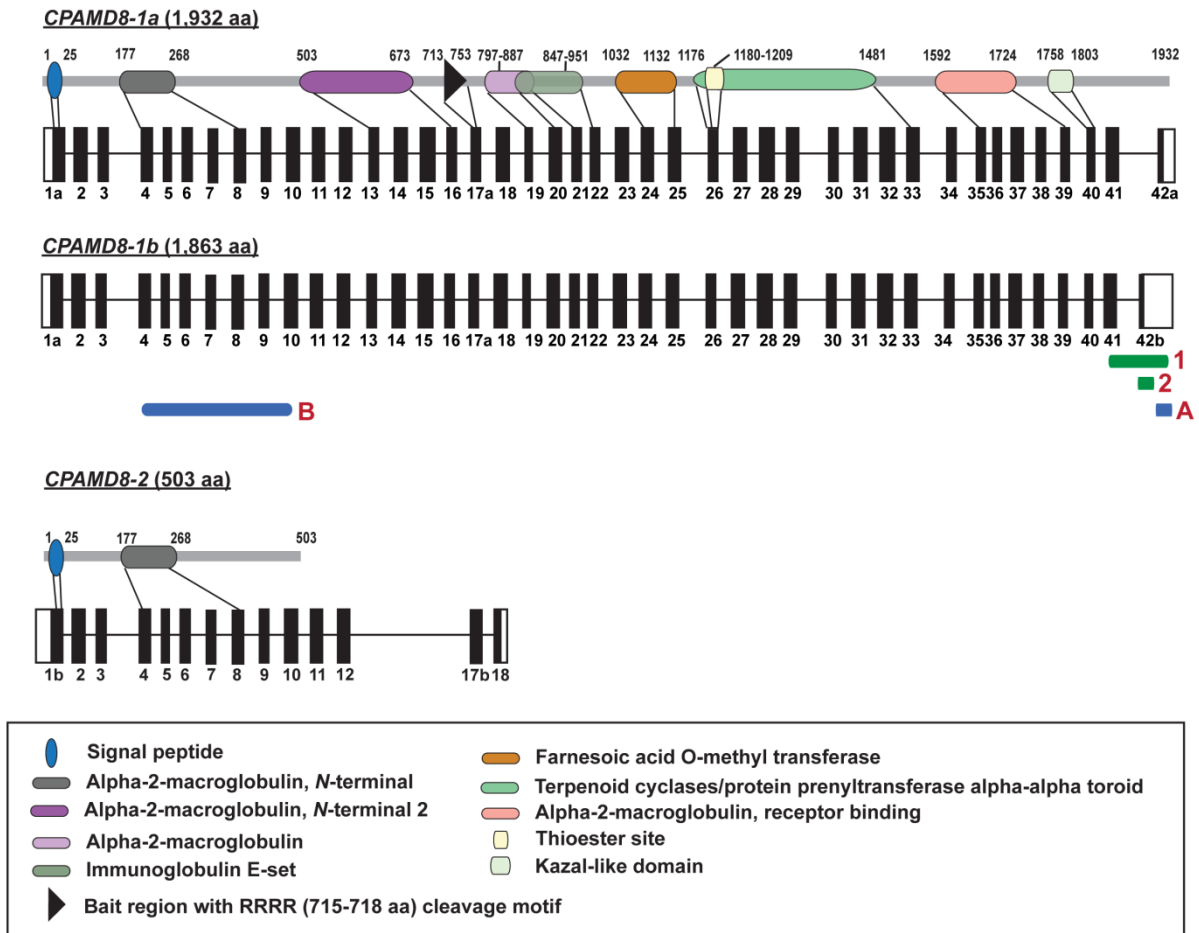 CPAMD8-1a (1,932 aa)
1 25 177 268 503 673 713 753 797-887 847-951 1032 1132 1176 1180-1209 1481 1592 1724 1758 1803 1932
1a 2 3 4 5 6 7 8 9 10 11 12 13 14 15 16 17a 18 19 20 21 22 23 24 25 26 27 28 29 30 31 32 33 34 35 36 37 38 39 40 41 42a
CPAMD8-1b (1,863 aa)
1a 2 3 4 5 6 7 8 9 10 11 12 13 14 15 16 17a 18 19 20 21 22 23 24 25 26 27 28 29 30 31 32 33 34 35 36 37 38 39 40 41 42b
1
2
B A
CPAMD8-2 (503 aa)
1 25 177 268 503
1b 2 3 4 5 6 7 8 9 10 11 12 17b 18
Signal peptide
Alpha-2-macroglobulin, N-terminal
Alpha-2-macroglobulin, N-terminal 2
Alpha-2-macroglobulin
Immunoglobulin E-set
Bait region with RRRR (715-718 aa) cleavage motif
Farnesoic acid O-methyl transferase
Terpenoid cyclases/protein prenyltransferase alpha-alpha toroid
Alpha-2-macroglobulin, receptor binding
Thioester site
Kazal-like domain